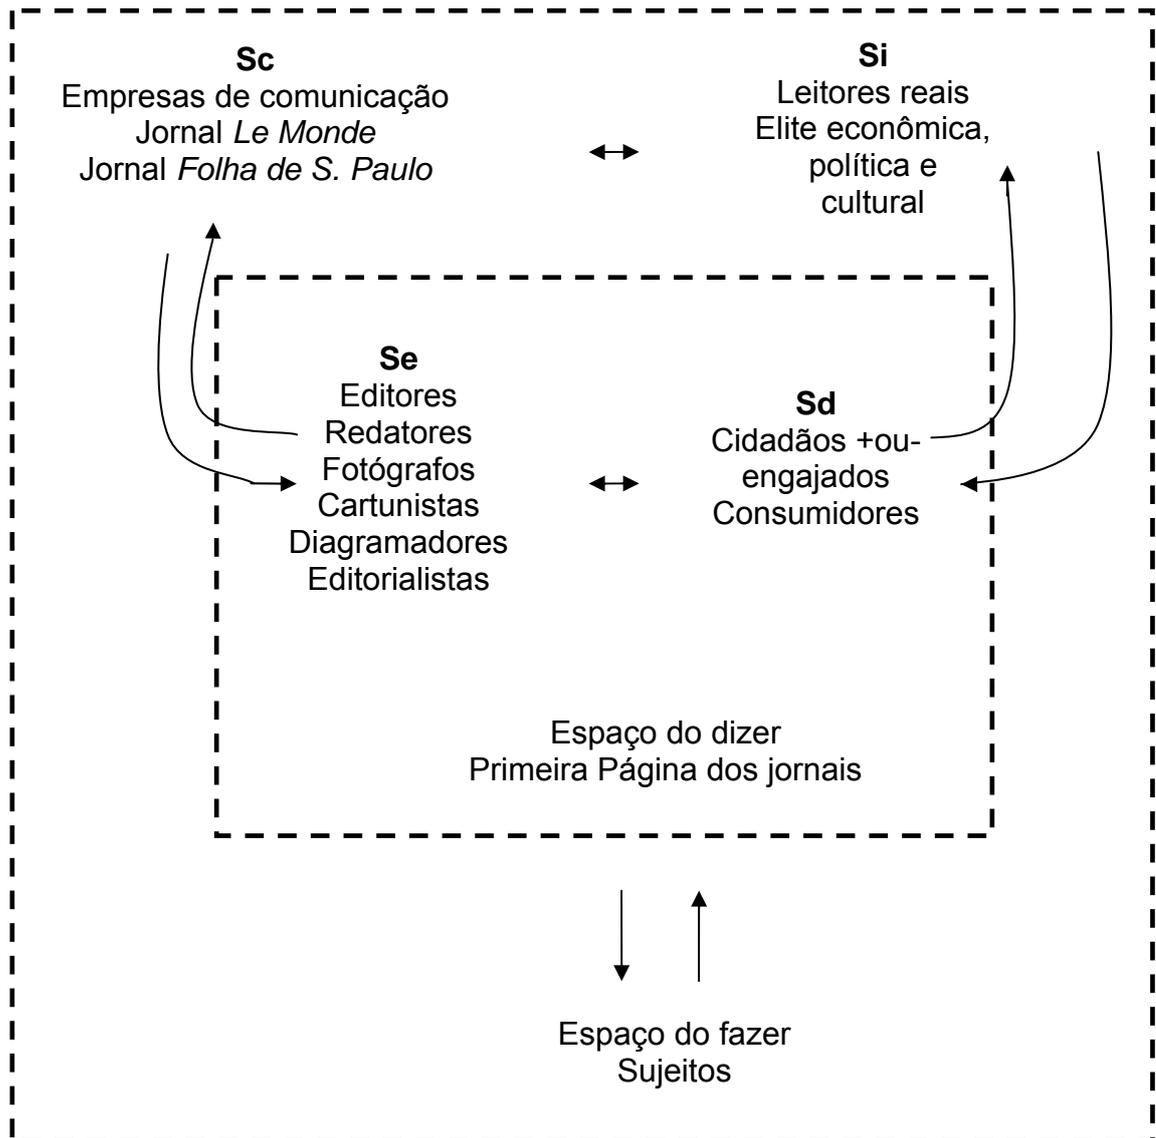 Sc
Empresas de comunicação
Jornal Le Monde
Jornal Folha de S. Paulo
Si
Leitores reais
Elite econômica,
política e
cultural
Se
Editores
Redatores
Fotógrafos
Cartunistas
Diagramadores
Editorialistas
Sd
Cidadãos +ou-
engajados
Consumidores
Espaço do dizer
Primeira Página dos jornais
Espaço do fazer
Sujeitos